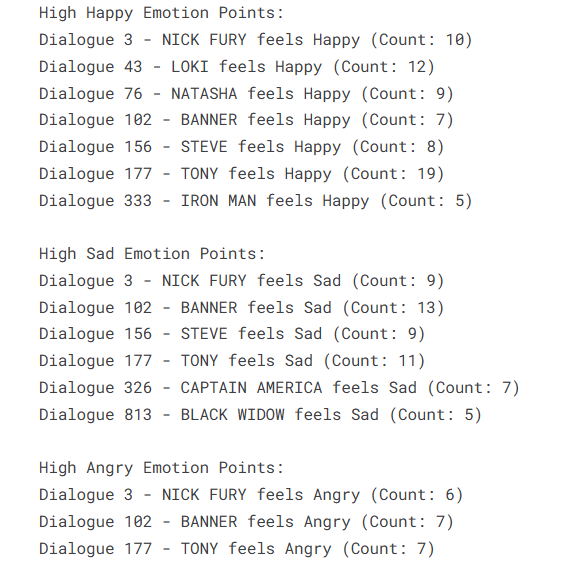 High Happy Emotion Points:
Dialogue 3 - NICK FURY feels Happy (Count: 10)
Dialogue 43 - LOKI feels Happy (Count: 12)
Dialogue 76 - NATASHA feels Happy (Count: 9)
Dialogue 102 - BANNER feels Happy (Count: 7)
Dialogue 156 - STEVE feels Happy (Count: 8)
Dialogue 177 - TONY feels Happy (Count: 19)
Dialogue 333 - IRON MAN feels Happy (Count: 5)

High Sad Emotion Points:
Dialogue 3 - NICK FURY feels Sad (Count: 9)
Dialogue 102 - BANNER feels Sad (Count: 13)
Dialogue 156 - STEVE feels Sad (Count: 9)
Dialogue 177 - TONY feels Sad (Count: 11)
Dialogue 326 - CAPTAIN AMERICA feels Sad (Count: 7)
Dialogue 813 - BLACK WIDOW feels Sad (Count: 5)

High Angry Emotion Points:
Dialogue 3 - NICK FURY feels Angry (Count: 6)
Dialogue 102 - BANNER feels Angry (Count: 7)
Dialogue 177 - TONY feels Angry (Count: 7)